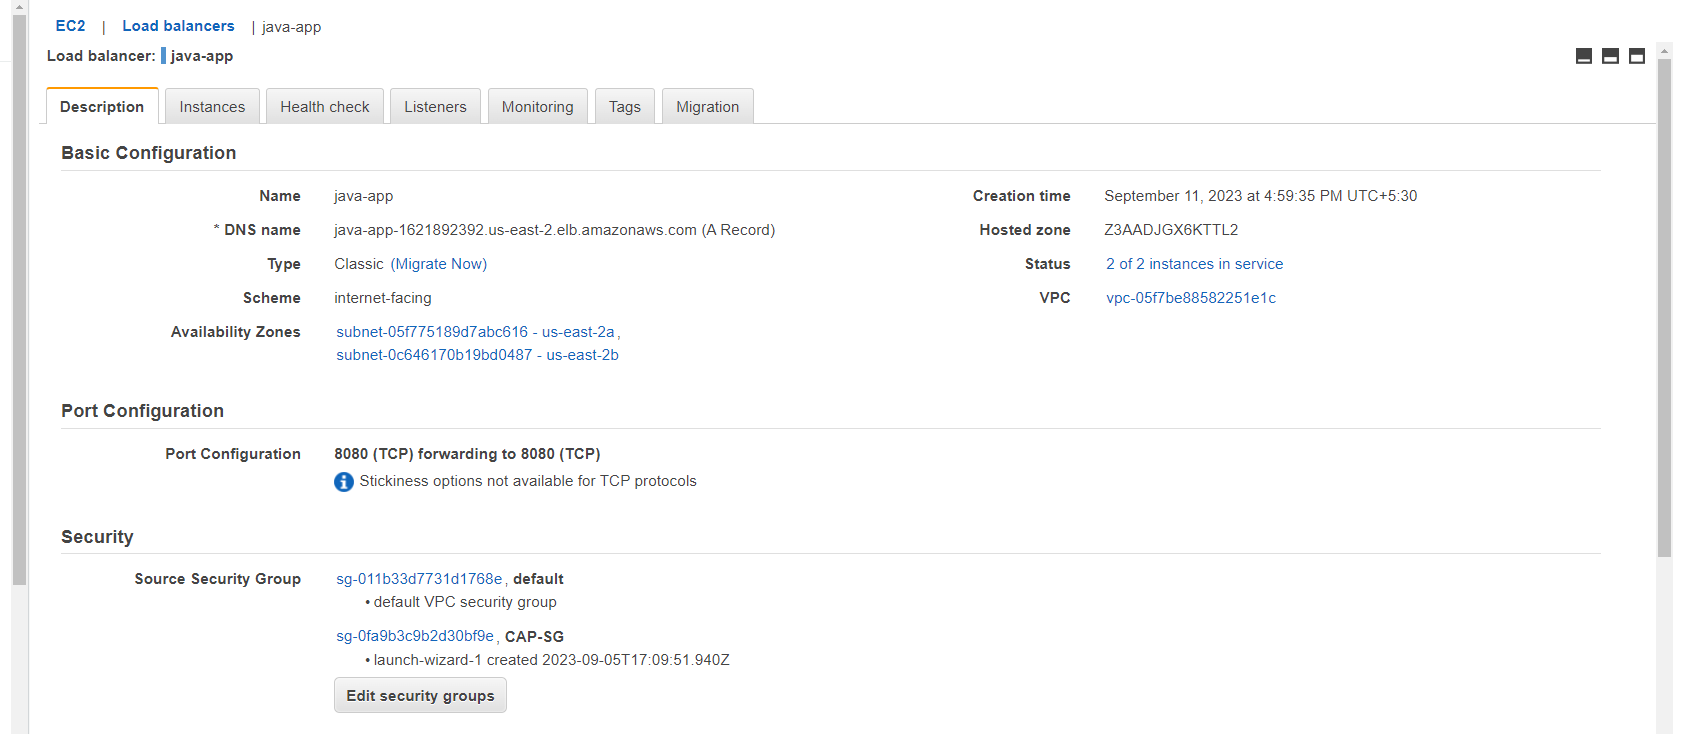 EC2 | Load balancers | java-app
Load balancer: java-app
Description Instances Health check Listeners Monitoring Tags Migration
Basic Configuration
Name java-app
Creation time September 11, 2023 at 4:59:35 PM UTC+5:30
* DNS name java-app-1621892392.us-east-2.elb.amazonaws.com (A Record)
Hosted zone Z3AADJGX6KTTL2
Type Classic (Migrate Now)
Status 2 of 2 instances in service
Scheme internet-facing
VPC vpc-05f7be88582251e1c
Availability Zones subnet-05f775189d7abc616 - us-east-2a,
subnet-0c646170b19bd0487 - us-east-2b
Port Configuration
Port Configuration 8080 (TCP) forwarding to 8080 (TCP)
Stickiness options not available for TCP protocols
Security
Source Security Group sg-011b33d7731d1768e, default
• default VPC security group
sg-0fa9b3c9b2d30bf9e, CAP-SG
• launch-wizard-1 created 2023-09-05T17:09:51.940Z
Edit security groups